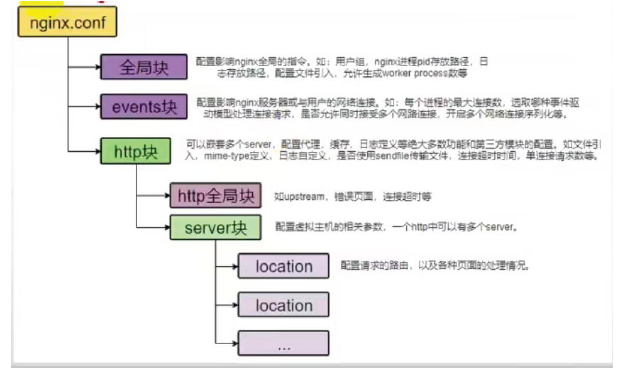 nginx.conf
全局块
配置影响nginx全局的指令。如：用户组，nginx进程pid存放路径，日
志存放路径，配置文件引入，允许生成worker process数等
events块
配置影响nginx服务器或与用户的网络连接。如：每个进程的最大连接数，选取哪种事件驱
动模型处理连接请求，是否允许同时接受多个网路连接，开启多个网络连接序列化等。
http块
可以嵌套多个server，配置代理，缓存，日志定义等绝大多数功能和第三方模块的配置。如文件引
入，mime-type定义，日志自定义，是否使用sendfile传输文件，连接超时时间，单连接请求数等。
http全局块
如upstream，错误页面，连接超时等
server块
配置虚拟主机的相关参数，一个http中可以有多个server。
location
配置请求的路由，以及各种页面的处理情况。
location
...